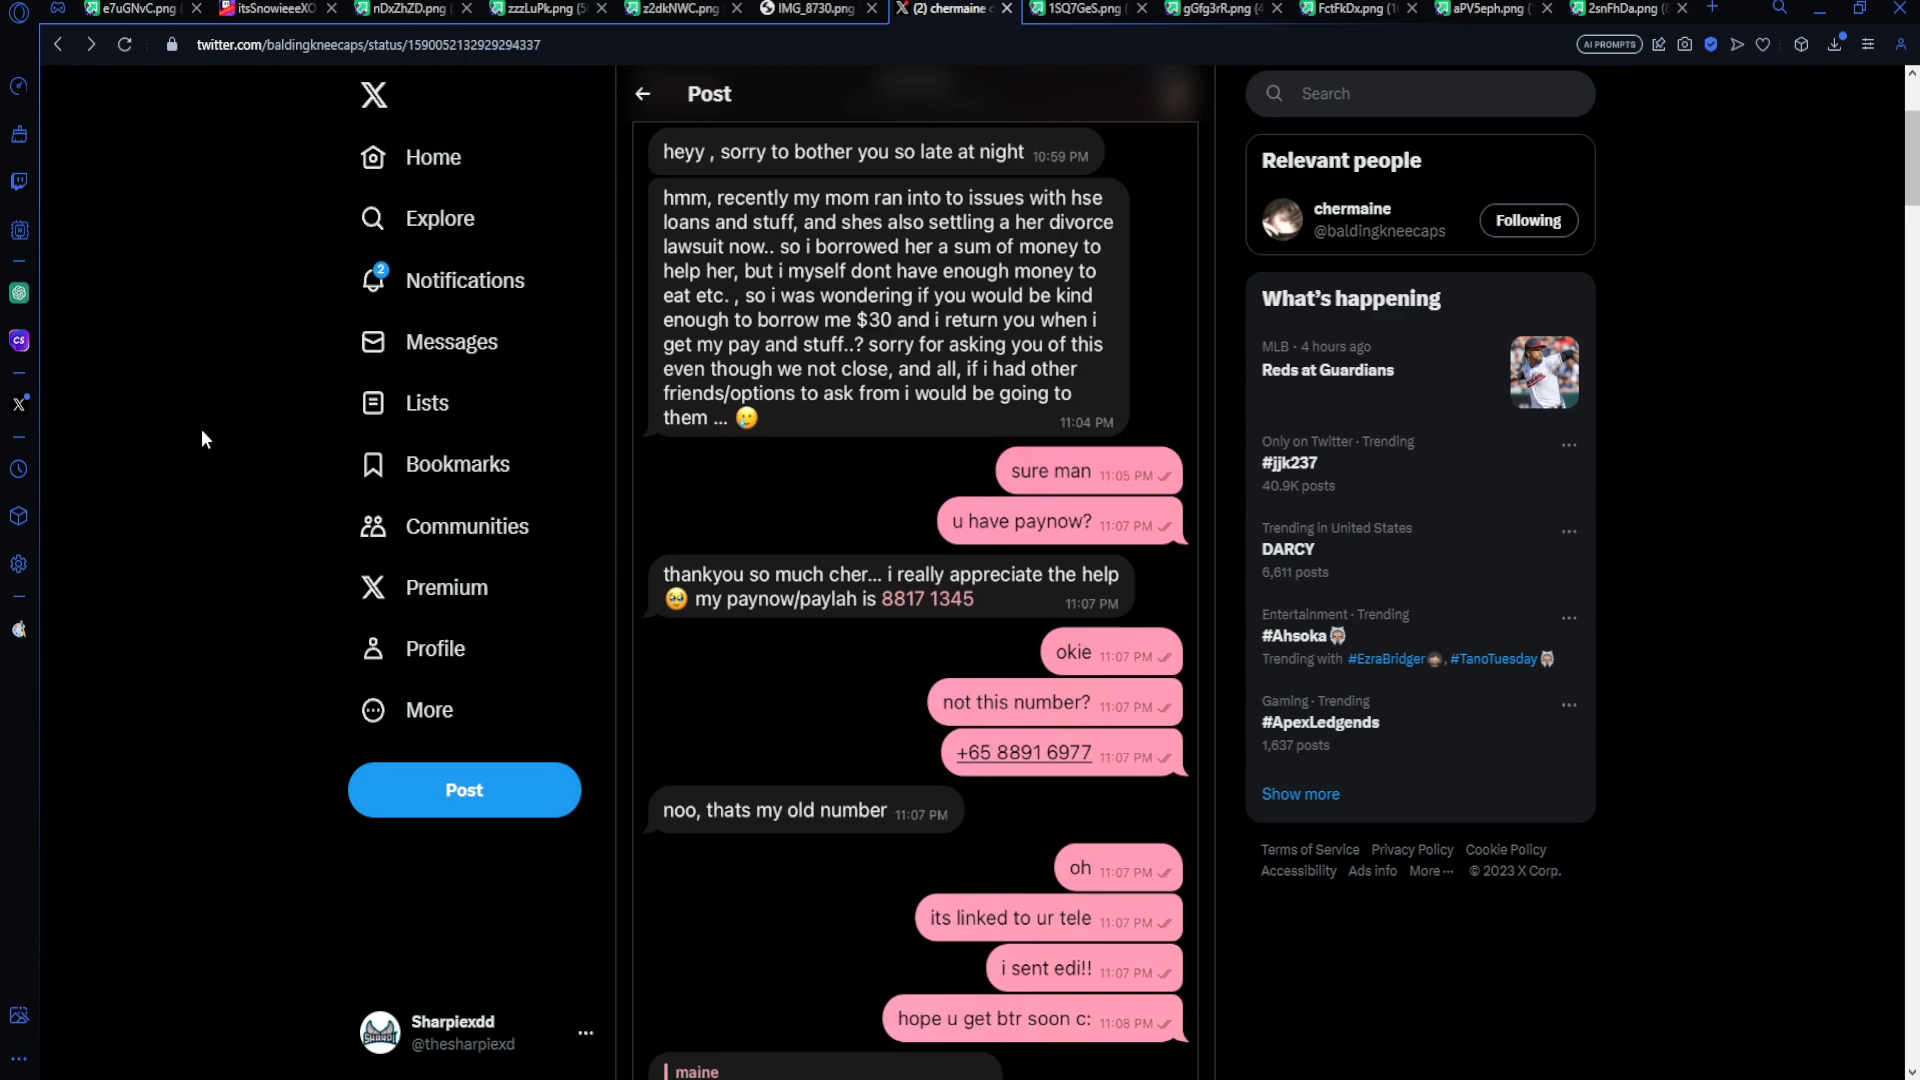 e7uGNvC.png
itsSnowieeeXO
nDxZhZD.png
zzzLuPk.png (5
z2dkNWC.png
IMG_8730.png
(2) chermaine
1SQ7GeS.png (
gGfg3rR.png (4
FctFkDx.png (1
aPV5eph.png (
2snFhDa.png (8
twitter.com/baldingkneecaps/status/1590052132929294337
AI PROMPTS
Home
Explore
2
Notifications
Messages
Lists
Bookmarks
Communities
Premium
Profile
More
Post
Sharpiexdd
@thesharpiexd
Post
heyy , sorry to bother you so late at night 10:59 PM
hmm, recently my mom ran into to issues with hse
loans and stuff, and shes also settling a her divorce
lawsuit now.. so i borrowed her a sum of money to
help her, but i myself dont have enough money to
eat etc. , so i was wondering if you would be kind
enough to borrow me $30 and i return you when i
get my pay and stuff..? sorry for asking you of this
even though we not close, and all, if i had other
friends/options to ask from i would be going to
them ... 🥲 11:04 PM
sure man 11:05 PM
u have paynow? 11:07 PM
thankyou so much cher... i really appreciate the help
🥹 my paynow/paylah is 8817 1345 11:07 PM
okie 11:07 PM
not this number? 11:07 PM
+65 8891 6977 11:07 PM
noo, thats my old number 11:07 PM
oh 11:07 PM
its linked to ur tele 11:07 PM
i sent edi!! 11:07 PM
hope u get btr soon c: 11:08 PM
maine
Search
Relevant people
chermaine
@baldingkneecaps
Following
What's happening
MLB · 4 hours ago
Reds at Guardians
Only on Twitter · Trending
#jjk237
40.9K posts
Trending in United States
DARCY
6,611 posts
Entertainment · Trending
#Ahsoka
Trending with #EzraBridger, #TanoTuesday
Gaming · Trending
#ApexLedgends
1,637 posts
Show more
Terms of Service Privacy Policy Cookie Policy
Accessibility Ads info More ··· © 2023 X Corp.